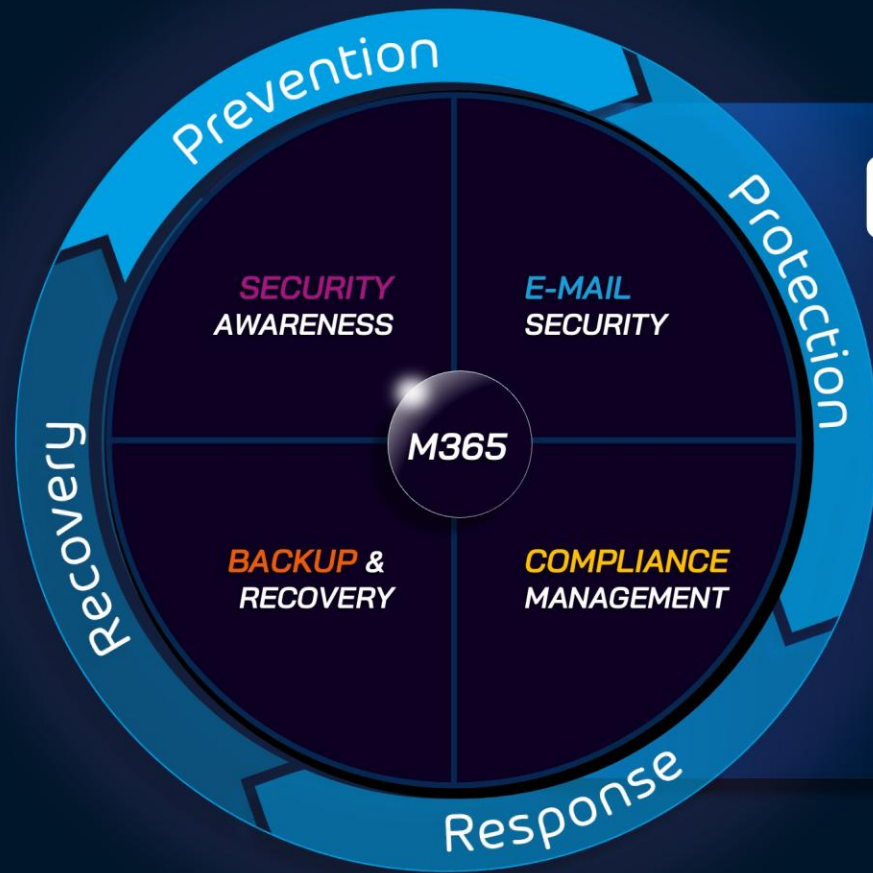 Prevention
Protection
SECURITY
AWARENESS
E-MAIL
SECURITY
M365
BACKUP &
RECOVERY
COMPLIANCE
MANAGEMENT
Recovery
Response